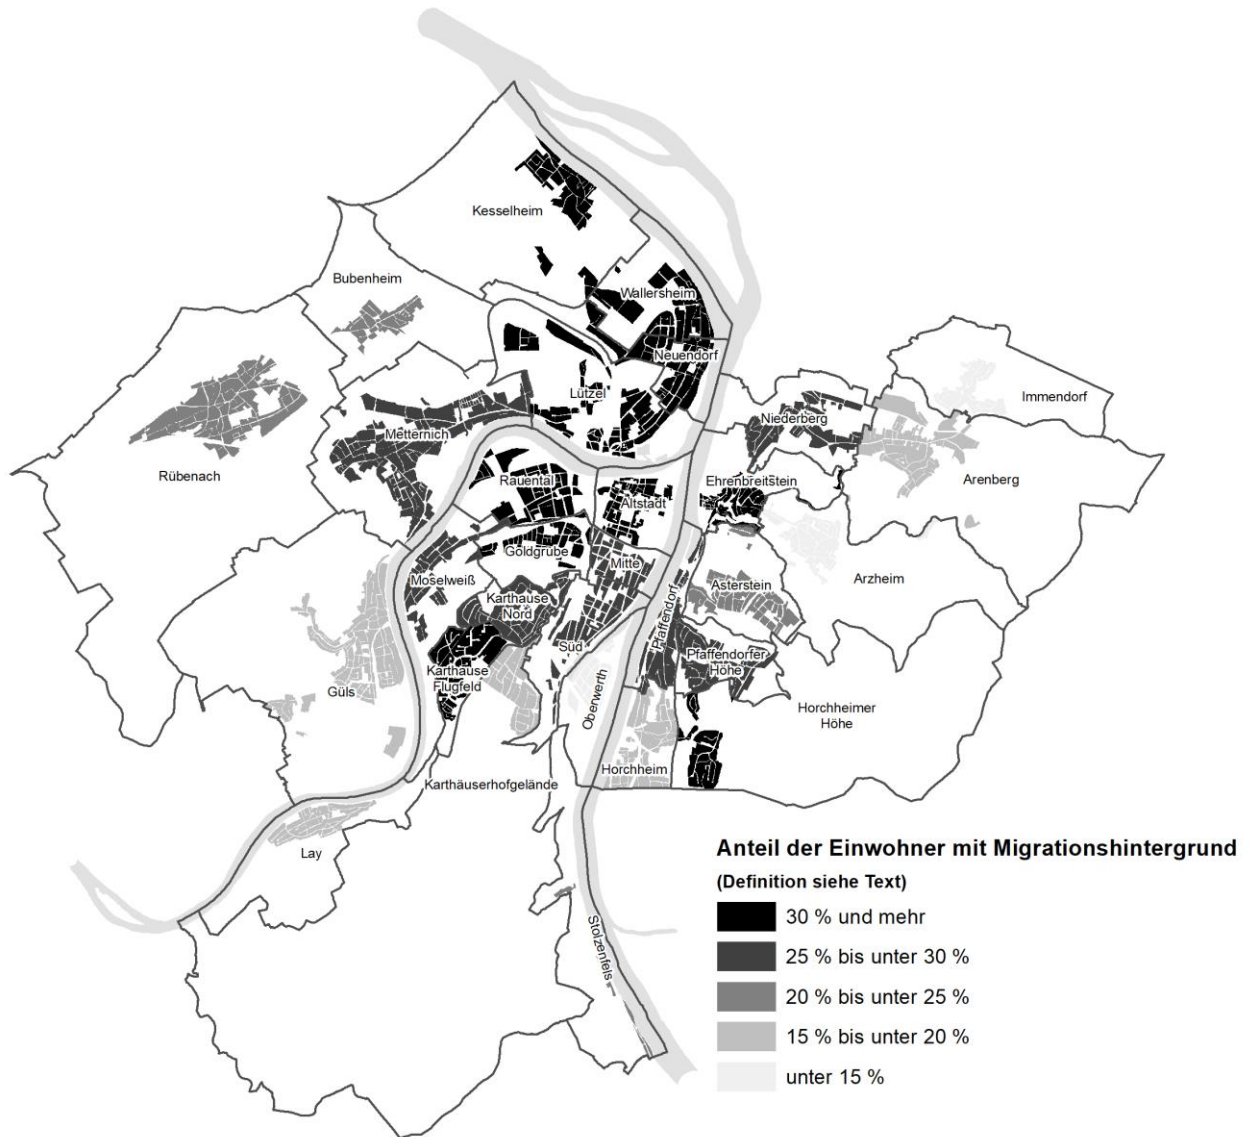 Kesselheim
Bubenheim
Wallersheim
Neuendorf
Lützel
Immendorf
Niederberg
Metternich
Rübenach
Rauental
Ehrenbreitstein
Arenberg
Altstadt
Goldgrube
Mitte
Moselweiß
Asterstein
Arzheim
Karthause
Nord
Pfaffendorf
Süd
Pfaffendorfer
Höhe
Karthause
Flugfeld
Güls
Oberwerth
Horchheimer
Höhe
Horchheim
Karthäuserhofgelände
Lay
Stolzenfels
Anteil der Einwohner mit Migrationshintergrund
(Definition siehe Text)
30 % und mehr
25 % bis unter 30 %
20 % bis unter 25 %
15 % bis unter 20 %
unter 15 %